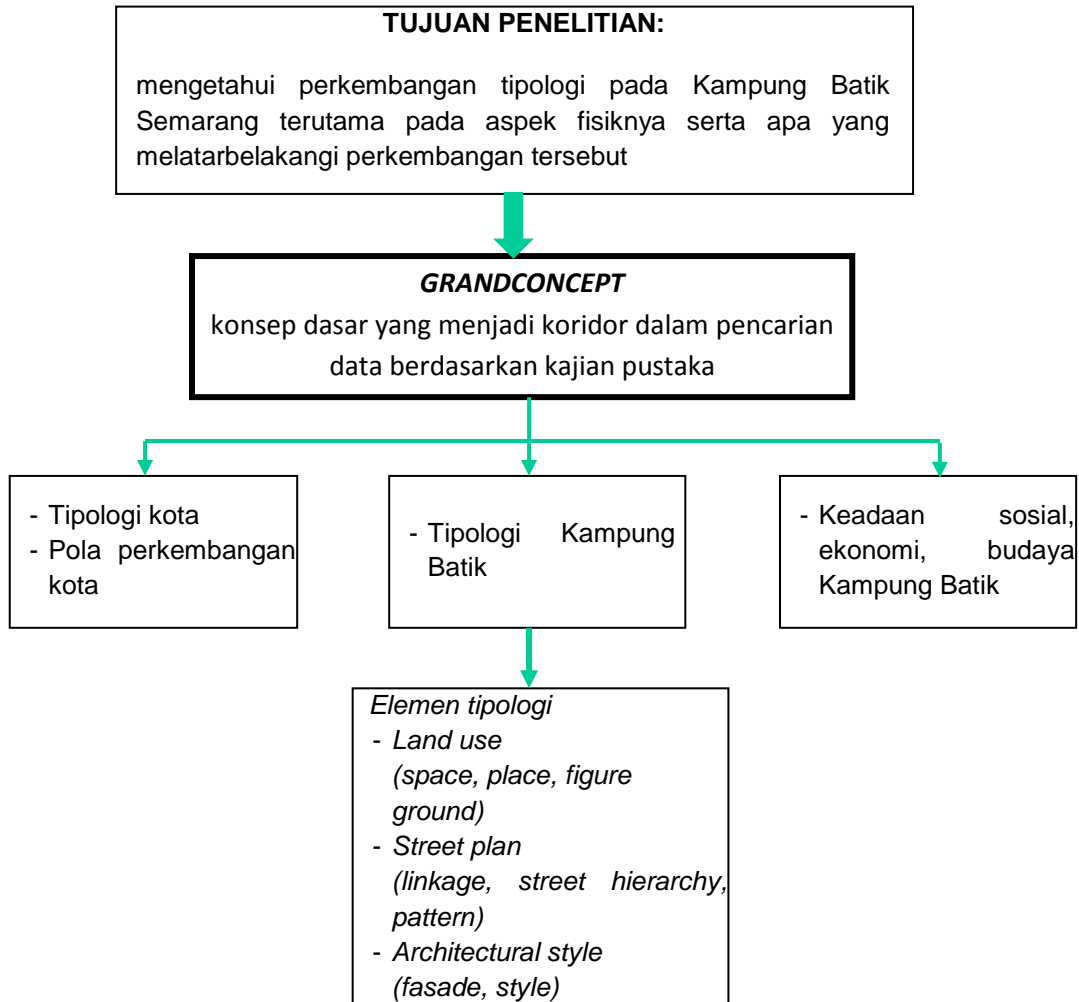 TUJUAN PENELITIAN:
mengetahui perkembangan tipologi pada Kampung Batik
Semarang terutama pada aspek fisiknya serta apa yang
melatarbelakangi perkembangan tersebut
GRANDCONCEPT
konsep dasar yang menjadi koridor dalam pencarian
data berdasarkan kajian pustaka
- Tipologi kota
- Pola perkembangan
kota
- Tipologi Kampung
Batik
- Keadaan sosial,
ekonomi, budaya
Kampung Batik
Elemen tipologi
- Land use
(space, place, figure
ground)
- Street plan
(linkage, street hierarchy,
pattern)
- Architectural style
(fasade, style)